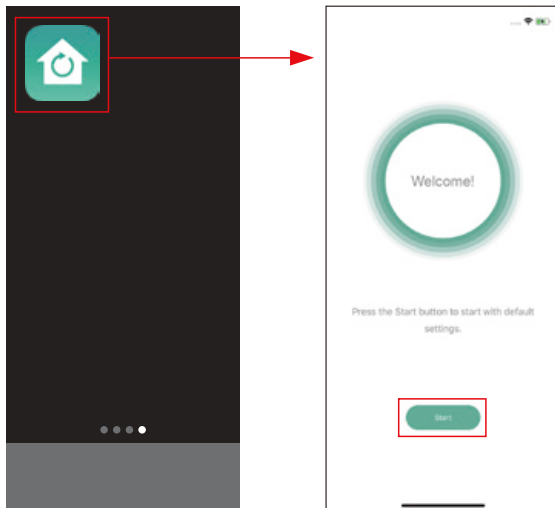 Welcome!
Press the Start button to start with default
settings.
Start